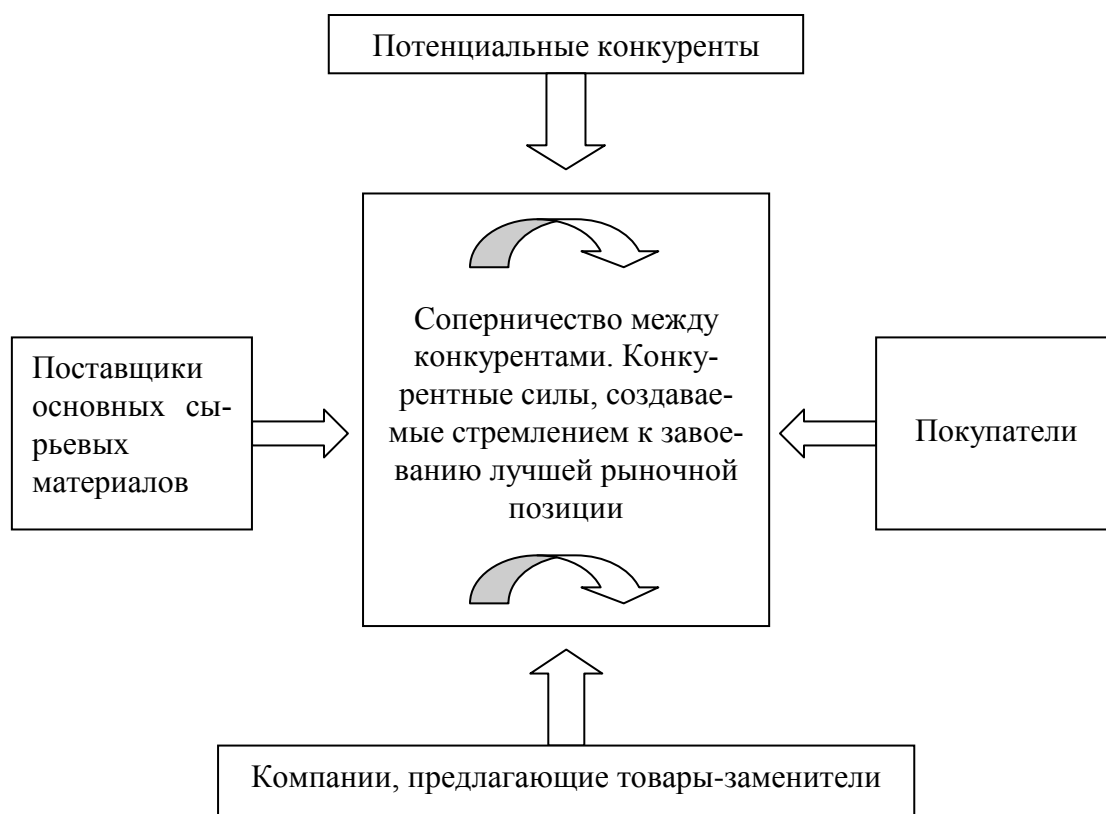 Потенциальные конкуренты
Соперничество между
конкурентами. Конку-
рентные силы, создавае-
мые стремлением к завое-
ванию лучшей рыночной
позиции
Поставщики
основных сы-
рьевых
материалов
Покупатели
Компании, предлагающие товары-заменители